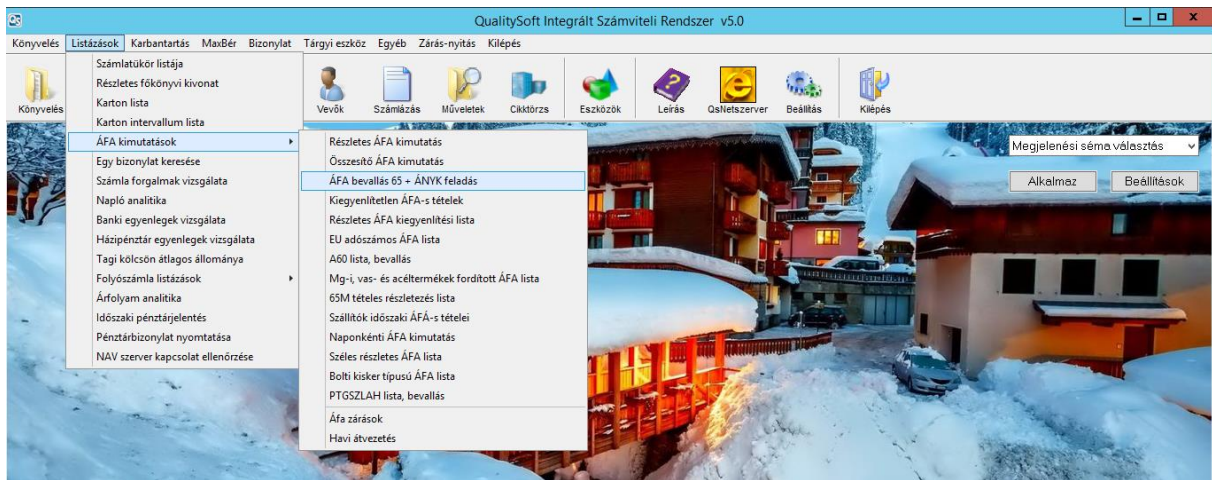 QualitySoft Integrált Számviteli Rendszer v5.0
Könyvelés Listázások Karbantartás MaxBér Bizonylat Tárgyi eszköz Egyéb Zárás-nyitás Kilépés
Könyvelés Vevők Számlázás Műveletek Cikktörzs Eszközök Leírás QsNetszerver Beállítás Kilépés
Számlatükör listája
Részletes főkönyvi kivonat
Karton lista
Karton intervallum lista
ÁFA kimutatások
Egy bizonylat keresése
Számla forgalmak vizsgálata
Napló analitika
Banki egyenlegek vizsgálata
Házipénztár egyenlegek vizsgálata
Tagi kölcsön átlagos állománya
Folyószámla listázások
Árfolyam analitika
Időszaki pénztárjelentés
Pénztárbizonylat nyomtatása
NAV szerver kapcsolat ellenőrzése
Részletes ÁFA kimutatás
Összesítő ÁFA kimutatás
ÁFA bevallás 65 + ÁNYK feladás
Kiegyenlítetlen ÁFA-s tételek
Részletes ÁFA kiegyenlítési lista
EU adószámos ÁFA lista
A60 lista, bevallás
Mg-i, vas- és acéltermékek fordított ÁFA lista
65M tételes részletezés lista
Szállítók időszaki ÁFÁ-s tételei
Naponkénti ÁFA kimutatás
Széles részletes ÁFA lista
Bolti kisker típusú ÁFA lista
PTGSZLAH lista, bevallás
Áfa zárások
Havi átvezetés
Megjelenési séma választás
Alkalmaz Beállítások